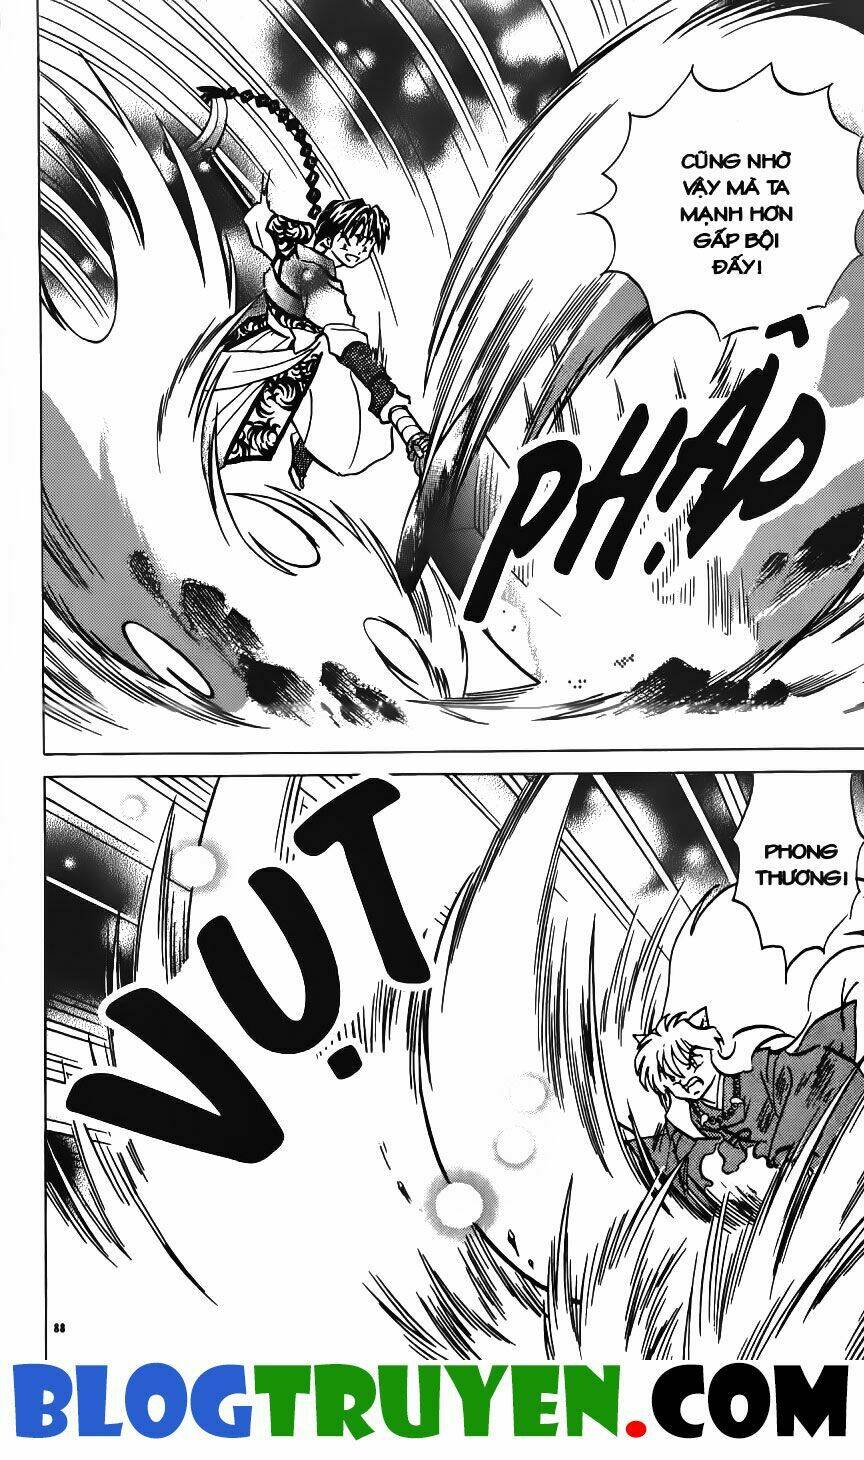 CŨNG NHỜ
VẬY MÀ TA
MẠNH HƠN
GẤP BỘI
ĐẤY!
PHẬP
PHONG
THƯƠNG!
VỤT
88
BLOGTRUYEN.COM